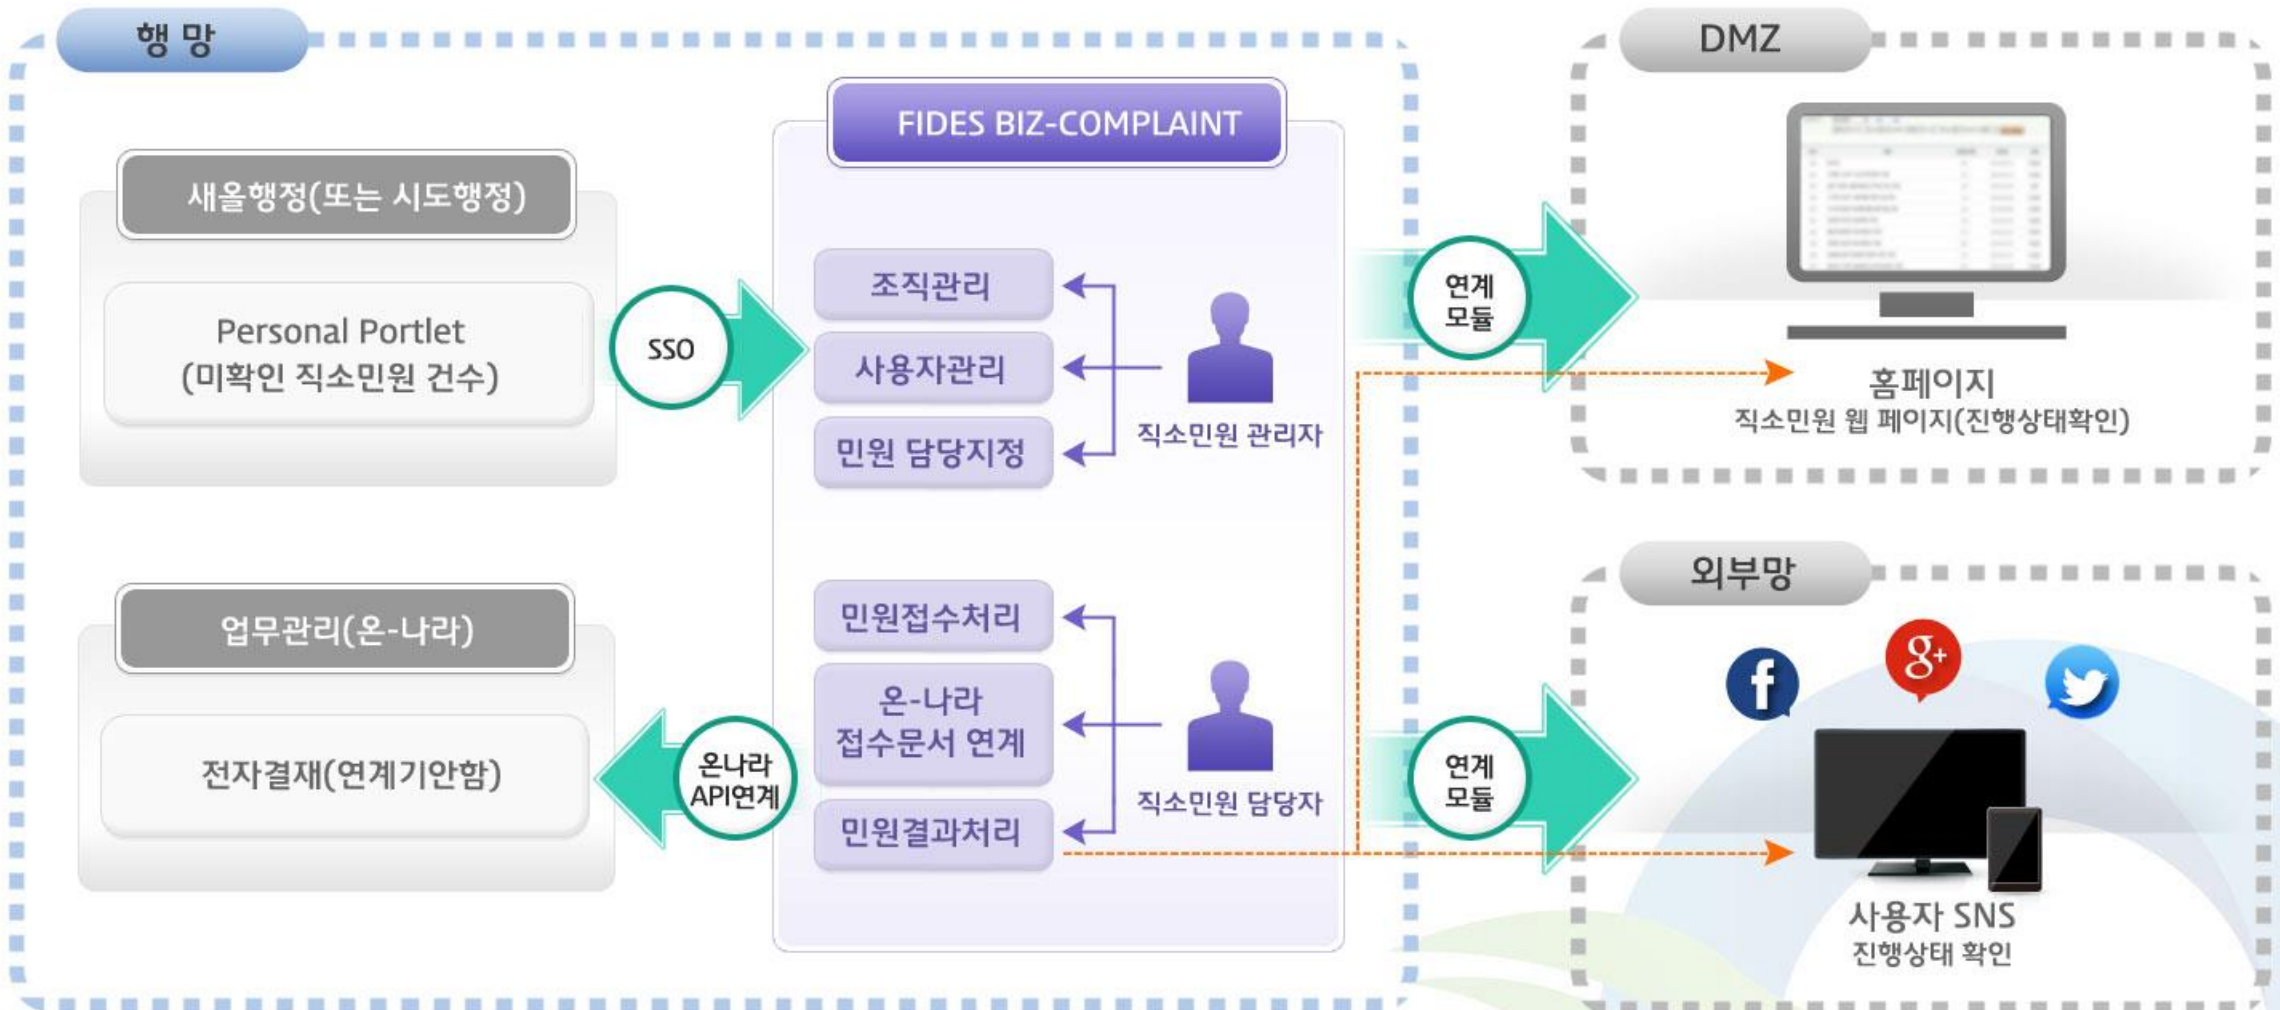 행 망
새올행정(또는 시도행정)
Personal Portlet
(미확인 직소민원 건수)
SSO
업무관리(온-나라)
전자결재(연계기안함)
온나라
API연계
FIDES BIZ-COMPLAINT
조직관리
사용자관리
민원 담당지정
직소민원 관리자
민원접수처리
온-나라
접수문서 연계
민원결과처리
직소민원 담당자
연계
모듈
연계
모듈
DMZ
홈페이지
직소민원 웹 페이지(진행상태확인)
외부망
f
g+
사용자 SNS
진행상태 확인